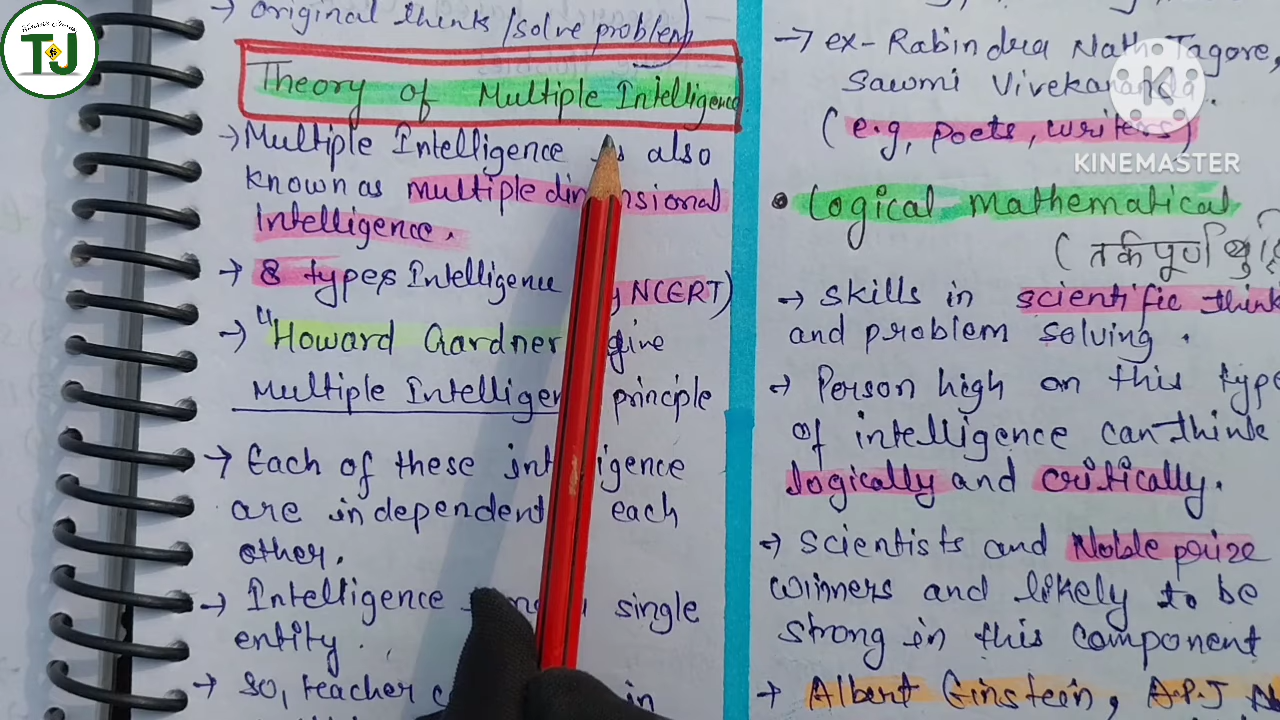 TJ
→ original think /solve problem)
Theory of Multiple Intelligence
→ Multiple Intelligence is also
known as multiple dimensional
intelligence.
→ 8 types Intelligence NCERT)
→ Howard Gardner give
Multiple Intelligence principle
→ Each of these intelligence
are independent each
other.
→ Intelligence single
entity.
→ so, teacher in
→ ex- Rabindra Nath Tagore,
Sawmi Vivekananda.
(e.g, poets, writers)
KINEMASTER
• Logical mathematical
(तर्कपूर्ण
→ skills in scientific think
and problem solving.
→ Person high on this type
of intelligence can think
logically and critically.
→ scientists and Noble prize
winners and likely to be
strong in this component
→ Albert Einstein, A.P.J